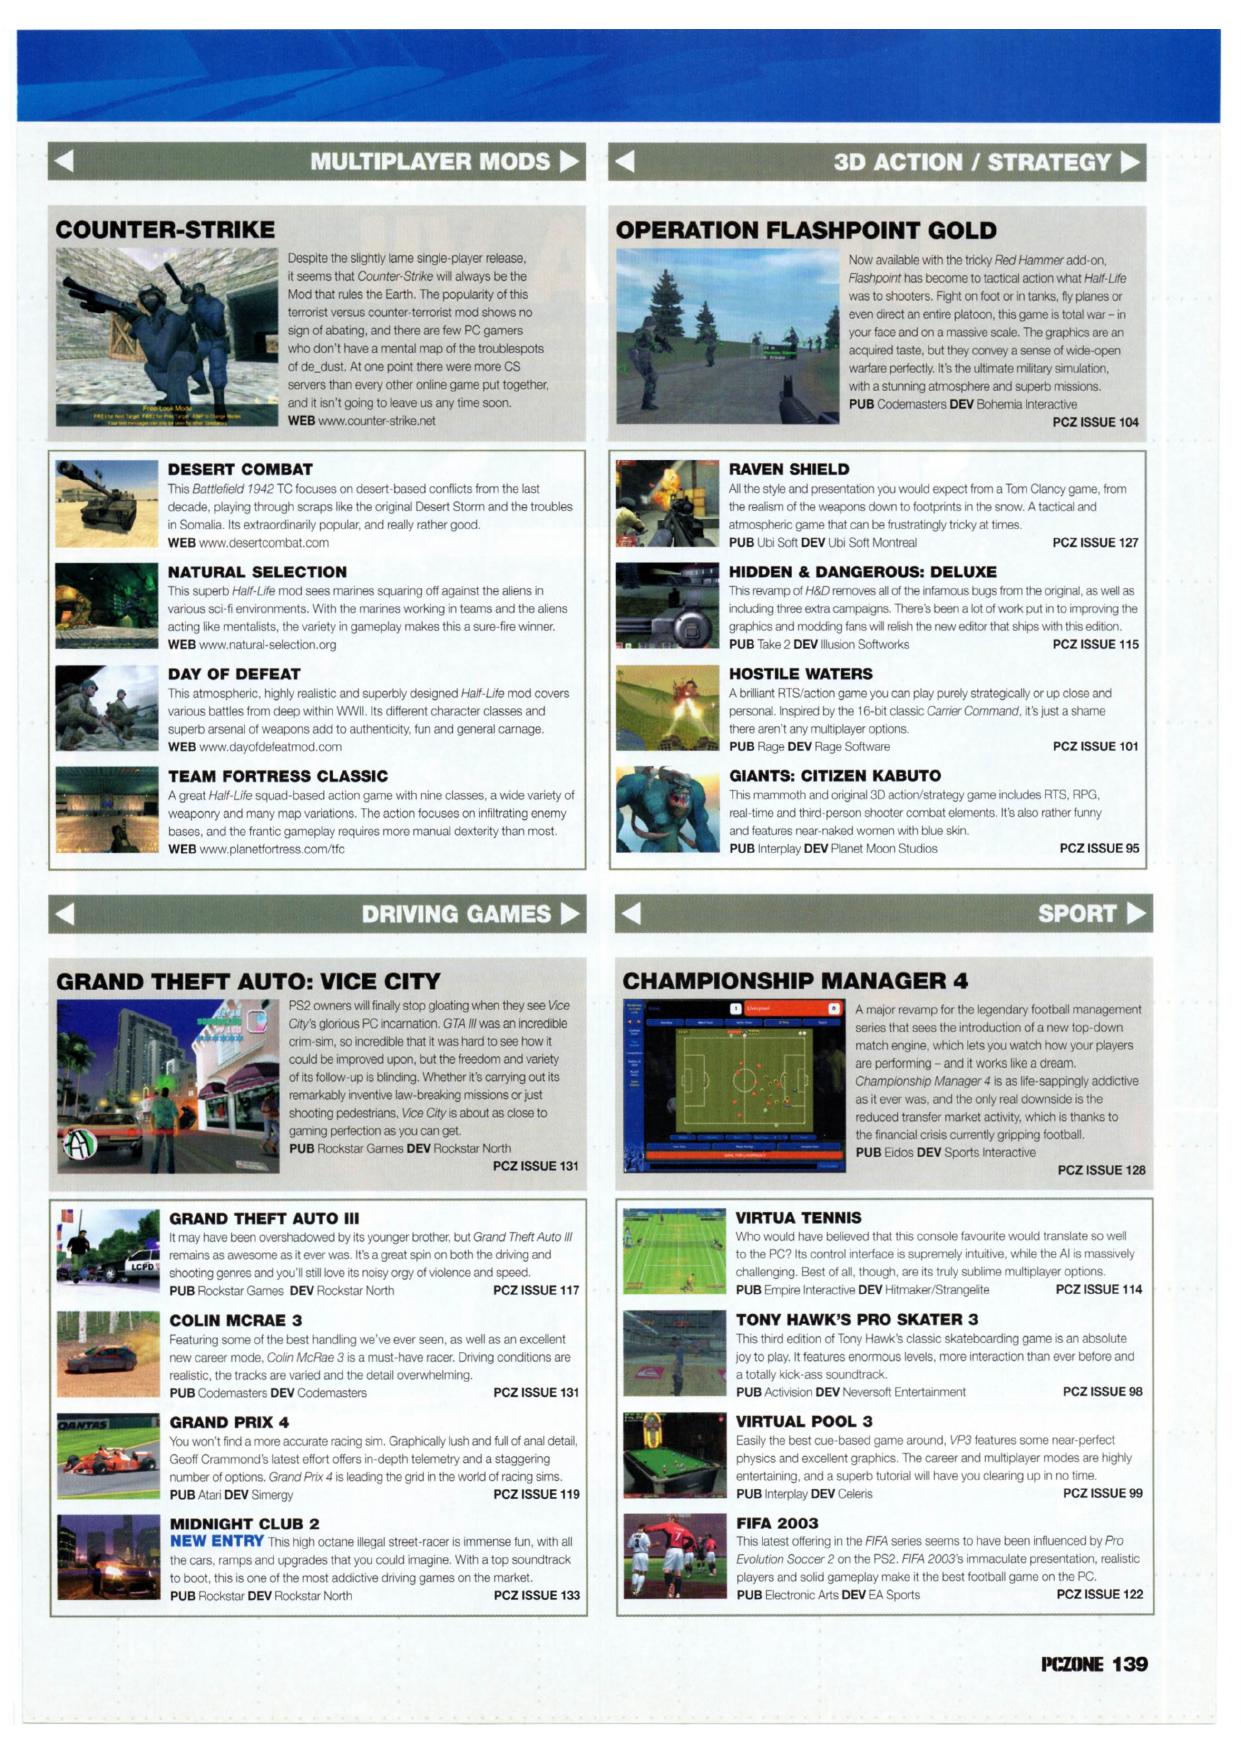 MULTIPLAYER MODS
COUNTER-STRIKE
Despite the slightly lame single-player release,
it seems that Counter-Strike will always be the
Mod that rules the Earth. The popularity of this
terrorist versus counter-terrorist mod shows no
sign of abating, and there are few PC gamers
who don't have a mental map of the troublespots
of de_dust. At one point there were more CS
servers than every other online game put together,
and it isn't going to leave us any time soon.
WEB www.counter-strike.net
DESERT COMBAT
This Battlefield 1942 TC focuses on desert-based conflicts from the last
decade, playing through scraps like the original Desert Storm and the troubles
in Somalia. Its extraordinarily popular, and really rather good.
WEB www.desertcombat.com
NATURAL SELECTION
This superb Half-Life mod sees marines squaring off against the aliens in
various sci-fi environments. With the marines working in teams and the aliens
acting like mentalists, the variety in gameplay makes this a sure-fire winner.
WEB www.natural-selection.org
DAY OF DEFEAT
This atmospheric, highly realistic and superbly designed Half-Life mod covers
various battles from deep within WWII. Its different character classes and
superb arsenal of weapons add to authenticity, fun and general carnage.
WEB www.dayofdefeatmod.com
TEAM FORTRESS CLASSIC
A great Half-Life squad-based action game with nine classes, a wide variety of
weaponry and many map variations. The action focuses on infiltrating enemy
bases, and the frantic gameplay requires more manual dexterity than most.
WEB www.planetfortress.com/tfc
3D ACTION / STRATEGY
OPERATION FLASHPOINT GOLD
Now available with the tricky Red Hammer add-on,
Flashpoint has become to tactical action what Half-Life
was to shooters. Fight on foot or in tanks, fly planes or
even direct an entire platoon, this game is total war – in
your face and on a massive scale. The graphics are an
acquired taste, but they convey a sense of wide-open
warfare perfectly. It's the ultimate military simulation,
with a stunning atmosphere and superb missions.
PUB Codemasters DEV Bohemia Interactive
PCZ ISSUE 104
RAVEN SHIELD
All the style and presentation you would expect from a Tom Clancy game, from
the realism of the weapons down to footprints in the snow. A tactical and
atmospheric game that can be frustratingly tricky at times.
PUB Ubi Soft DEV Ubi Soft Montreal PCZ ISSUE 127
HIDDEN & DANGEROUS: DELUXE
This revamp of H&D removes all of the infamous bugs from the original, as well as
including three extra campaigns. There's been a lot of work put in to improving the
graphics and modding fans will relish the new editor that ships with this edition.
PUB Take 2 DEV Illusion Softworks PCZ ISSUE 115
HOSTILE WATERS
A brilliant RTS/action game you can play purely strategically or up close and
personal. Inspired by the 16-bit classic Carrier Command, it's just a shame
there aren't any multiplayer options.
PUB Rage DEV Rage Software PCZ ISSUE 101
GIANTS: CITIZEN KABUTO
This mammoth and original 3D action/strategy game includes RTS, RPG,
real-time and third-person shooter combat elements. It's also rather funny
and features near-naked women with blue skin.
PUB Interplay DEV Planet Moon Studios PCZ ISSUE 95
DRIVING GAMES
GRAND THEFT AUTO: VICE CITY
PS2 owners will finally stop gloating when they see Vice
City's glorious PC incarnation. GTA III was an incredible
crim-sim, so incredible that it was hard to see how it
could be improved upon, but the freedom and variety
of its follow-up is blinding. Whether it's carrying out its
remarkably inventive law-breaking missions or just
shooting pedestrians, Vice City is about as close to
gaming perfection as you can get.
PUB Rockstar Games DEV Rockstar North
PCZ ISSUE 131
LCPD
GRAND THEFT AUTO III
It may have been overshadowed by its younger brother, but Grand Theft Auto III
remains as awesome as it ever was. It's a great spin on both the driving and
shooting genres and you'll still love its noisy orgy of violence and speed.
PUB Rockstar Games DEV Rockstar North PCZ ISSUE 117
COLIN MCRAE 3
Featuring some of the best handling we've ever seen, as well as an excellent
new career mode, Colin McRae 3 is a must-have racer. Driving conditions are
realistic, the tracks are varied and the detail overwhelming.
PUB Codemasters DEV Codemasters PCZ ISSUE 131
QANTAS
GRAND PRIX 4
You won't find a more accurate racing sim. Graphically lush and full of anal detail,
Geoff Crammond's latest effort offers in-depth telemetry and a staggering
number of options. Grand Prix 4 is leading the grid in the world of racing sims.
PUB Atari DEV Simergy PCZ ISSUE 119
MIDNIGHT CLUB 2
NEW ENTRY This high octane illegal street-racer is immense fun, with all
the cars, ramps and upgrades that you could imagine. With a top soundtrack
to boot, this is one of the most addictive driving games on the market.
PUB Rockstar DEV Rockstar North PCZ ISSUE 133
SPORT
CHAMPIONSHIP MANAGER 4
A major revamp for the legendary football management
series that sees the introduction of a new top-down
match engine, which lets you watch how your players
are performing – and it works like a dream.
Championship Manager 4 is as life-sappingly addictive
as it ever was, and the only real downside is the
reduced transfer market activity, which is thanks to
the financial crisis currently gripping football.
PUB Eidos DEV Sports Interactive
PCZ ISSUE 128
VIRTUA TENNIS
Who would have believed that this console favourite would translate so well
to the PC? Its control interface is supremely intuitive, while the AI is massively
challenging. Best of all, though, are its truly sublime multiplayer options.
PUB Empire Interactive DEV Hitmaker/Strangelite PCZ ISSUE 114
TONY HAWK'S PRO SKATER 3
This third edition of Tony Hawk's classic skateboarding game is an absolute
joy to play. It features enormous levels, more interaction than ever before and
a totally kick-ass soundtrack.
PUB Activision DEV Neversoft Entertainment PCZ ISSUE 98
VIRTUAL POOL 3
Easily the best cue-based game around, VP3 features some near-perfect
physics and excellent graphics. The career and multiplayer modes are highly
entertaining, and a superb tutorial will have you clearing up in no time.
PUB Interplay DEV Celeris PCZ ISSUE 99
FIFA 2003
This latest offering in the FIFA series seems to have been influenced by Pro
Evolution Soccer 2 on the PS2. FIFA 2003's immaculate presentation, realistic
players and solid gameplay make it the best football game on the PC.
PUB Electronic Arts DEV EA Sports PCZ ISSUE 122
PCZONE 139